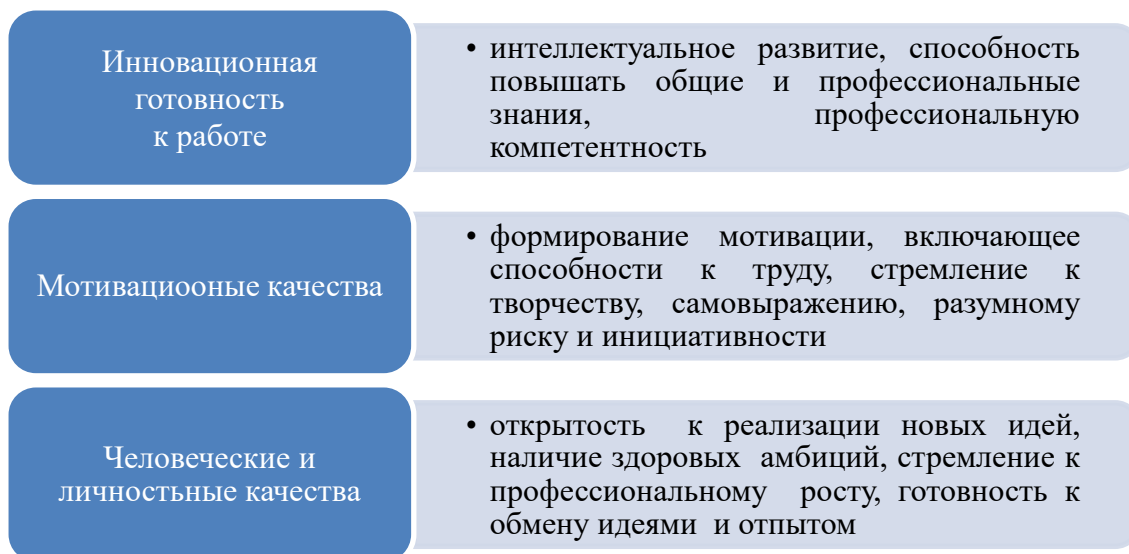 Инновационная
готовность
к работе
• интеллектуальное развитие, способность
повышать общие и профессиональные
знания, профессиональную
компетентность
Мотивациооные качества
• формирование мотивации, включающее
способности к труду, стремление к
творчеству, самовыражению, разумному
риску и инициативности
Человеческие и
личностьные качества
• открытость к реализации новых идей,
наличие здоровых амбиций, стремление к
профессиональному росту, готовность к
обмену идеями и отпытом